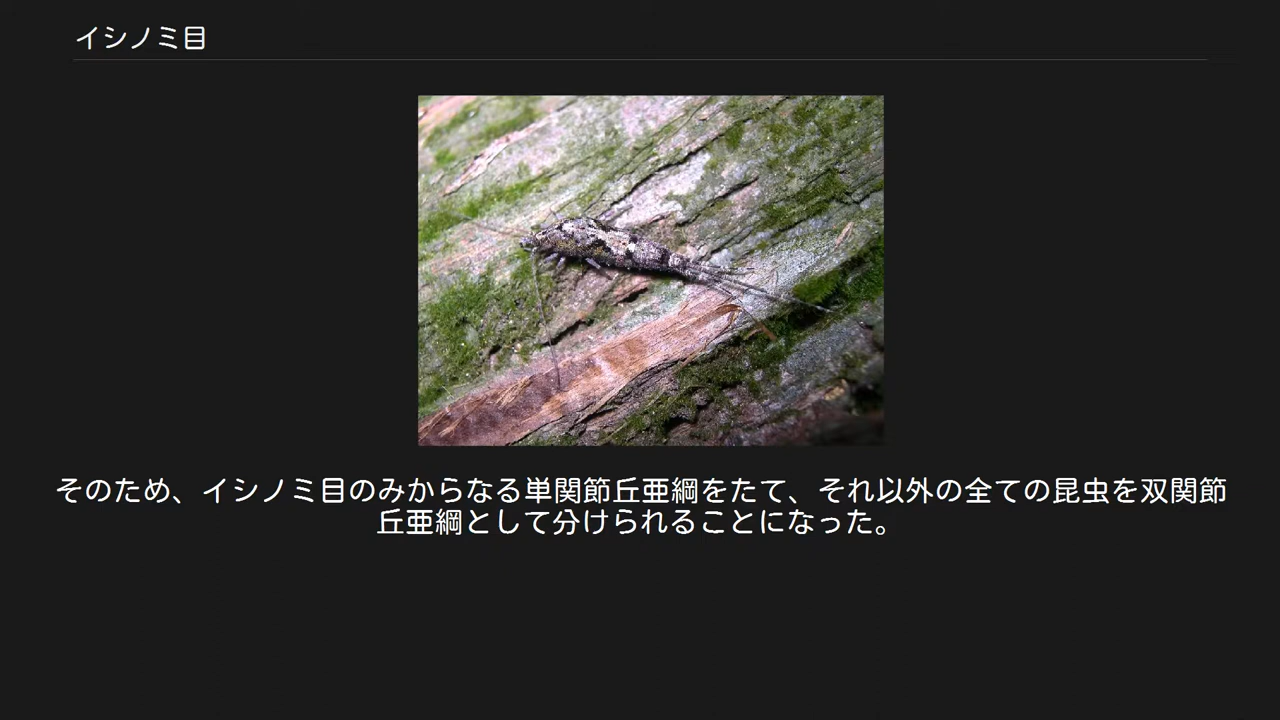 イシノミ目
そのため、イシノミ目のみからなる単関節丘亜綱をたて、それ以外の全ての昆虫を双関節
丘亜綱として分けられることになった。